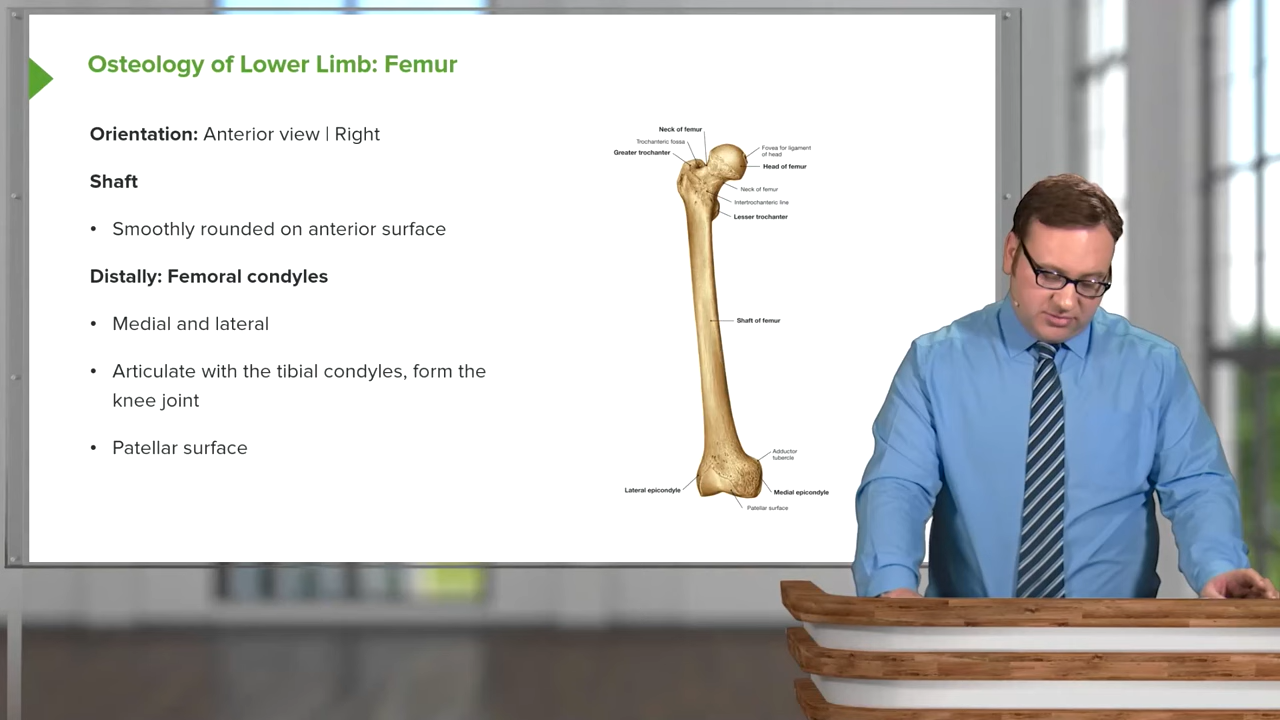 Osteology of Lower Limb: Femur
Orientation: Anterior view | Right
Shaft
• Smoothly rounded on anterior surface
Distally: Femoral condyles
• Medial and lateral
• Articulate with the tibial condyles, form the
knee joint
• Patellar surface
Neck of femur
Trochanteric fossa
Greater trochanter
Fovea for ligament
of head
Head of femur
Neck of femur
Intertrochanteric line
Lesser trochanter
Shaft of femur
Adductor
tubercle
Lateral epicondyle
Medial epicondyle
Patellar surface